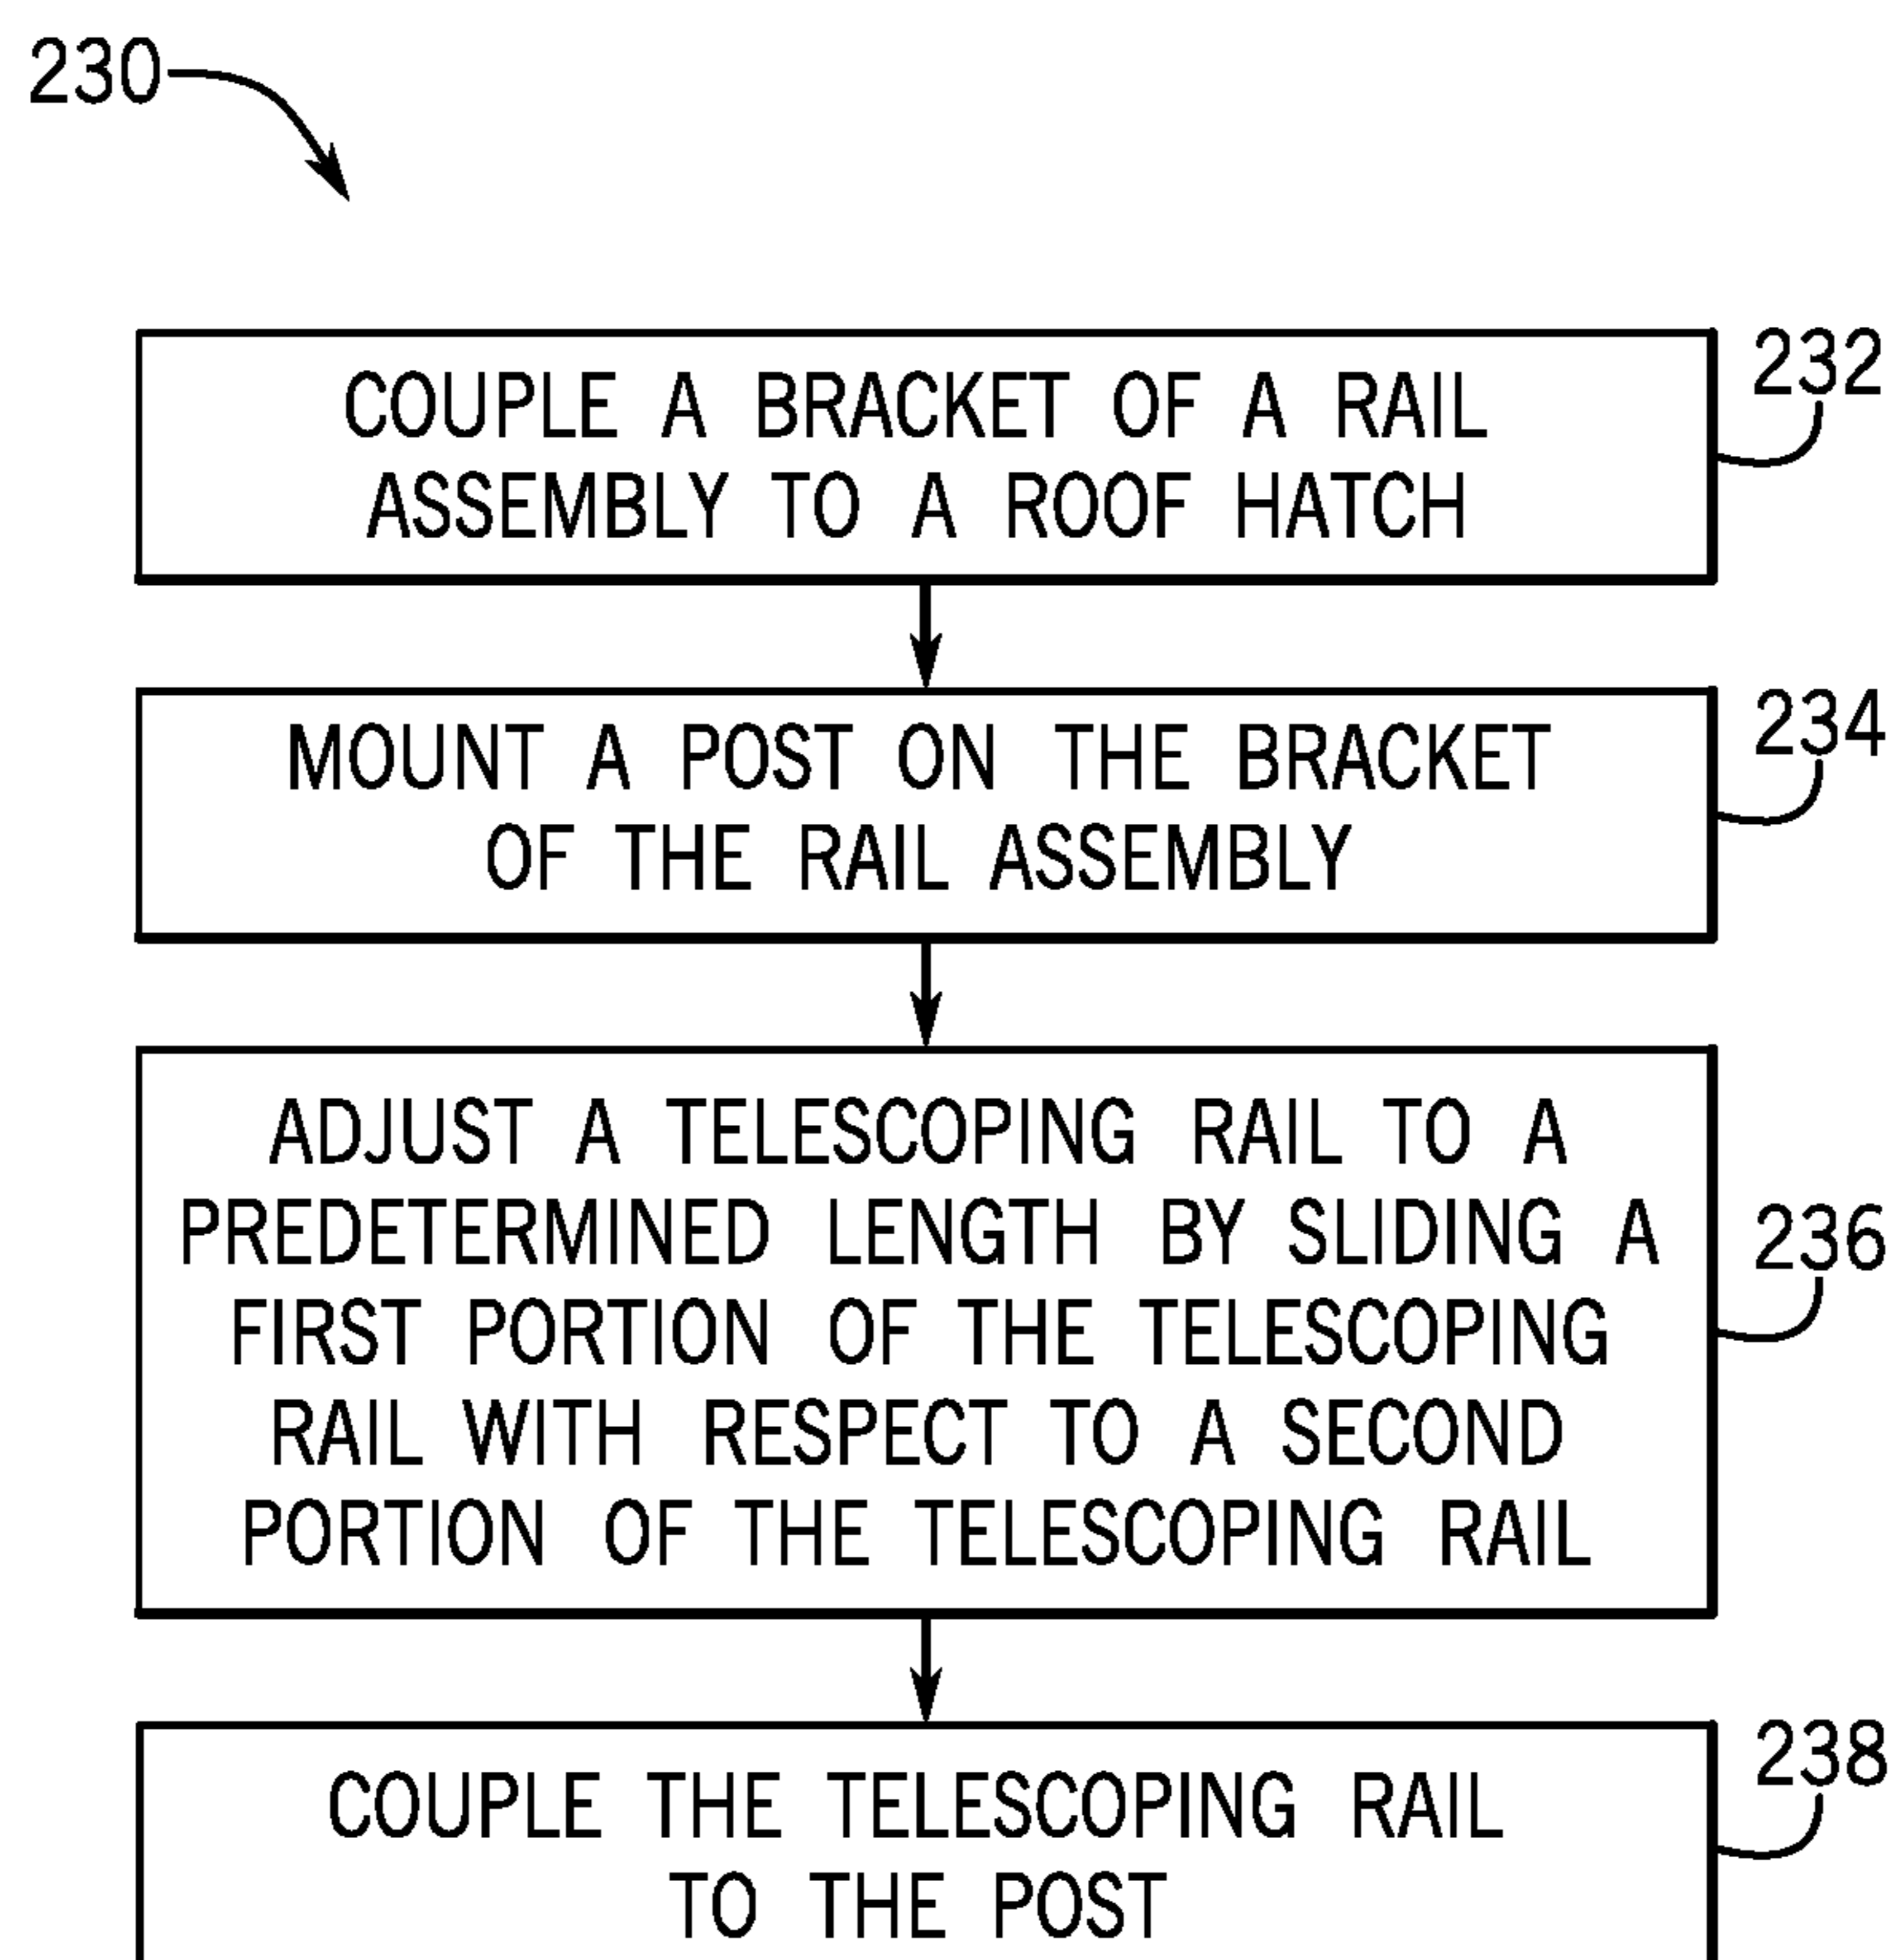 230
COUPLE A BRACKET OF A RAIL
ASSEMBLY TO A ROOF HATCH
232
MOUNT A POST ON THE BRACKET
OF THE RAIL ASSEMBLY
234
ADJUST A TELESCOPING RAIL TO A
PREDETERMINED LENGTH BY SLIDING A
FIRST PORTION OF THE TELESCOPING
RAIL WITH RESPECT TO A SECOND
PORTION OF THE TELESCOPING RAIL
236
COUPLE THE TELESCOPING RAIL
TO THE POST
238